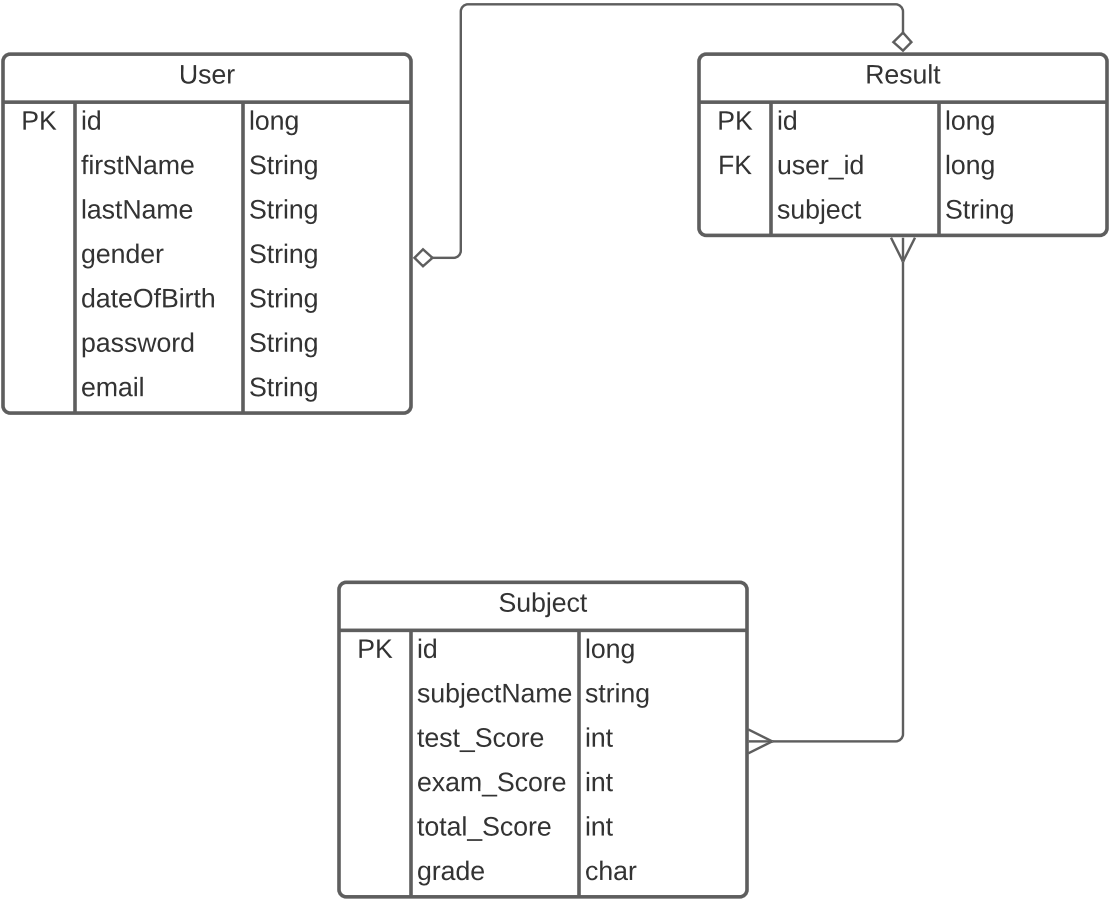 User
PK id long
firstName String
lastName String
gender String
dateOfBirth String
password String
email String
Result
PK id long
FK user_id long
subject String
Subject
PK id long
subjectName string
test_Score int
exam_Score int
total_Score int
grade char